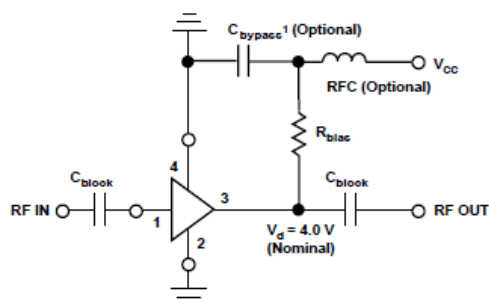 Cbypass1 (Optional)
VCC
RFC (Optional)
Rbias
4
Cblock
3
Cblock
RF IN
1
RF OUT
2
Vd = 4.0 V
(Nominal)